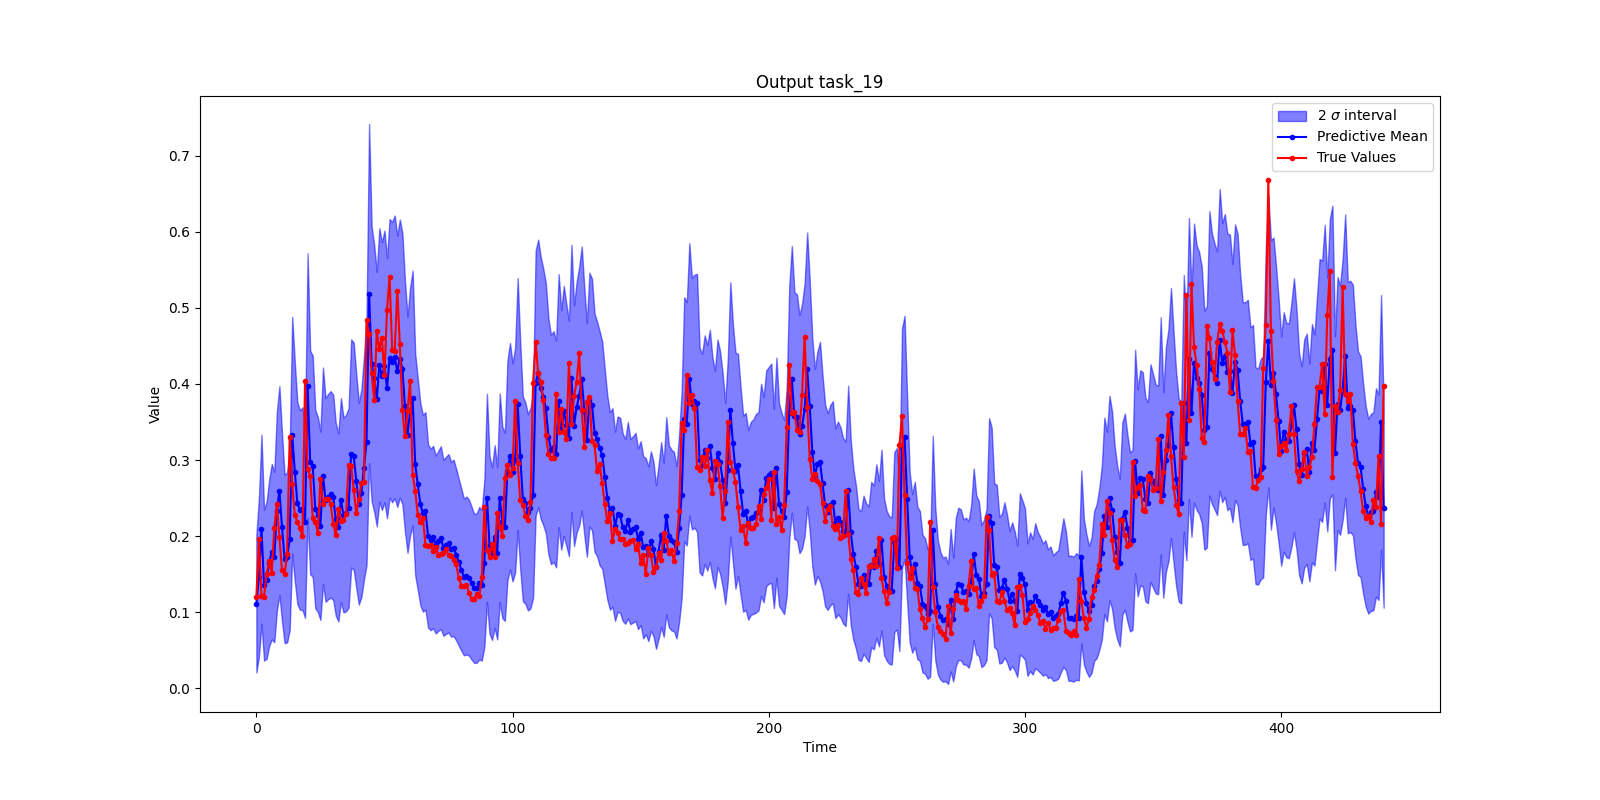 Output task_19
2 σ interval
Predictive Mean
True Values
Value
0.7
0.6
0.5
0.4
0.3
0.2
0.1
0.0
0
100
200
300
400
Time